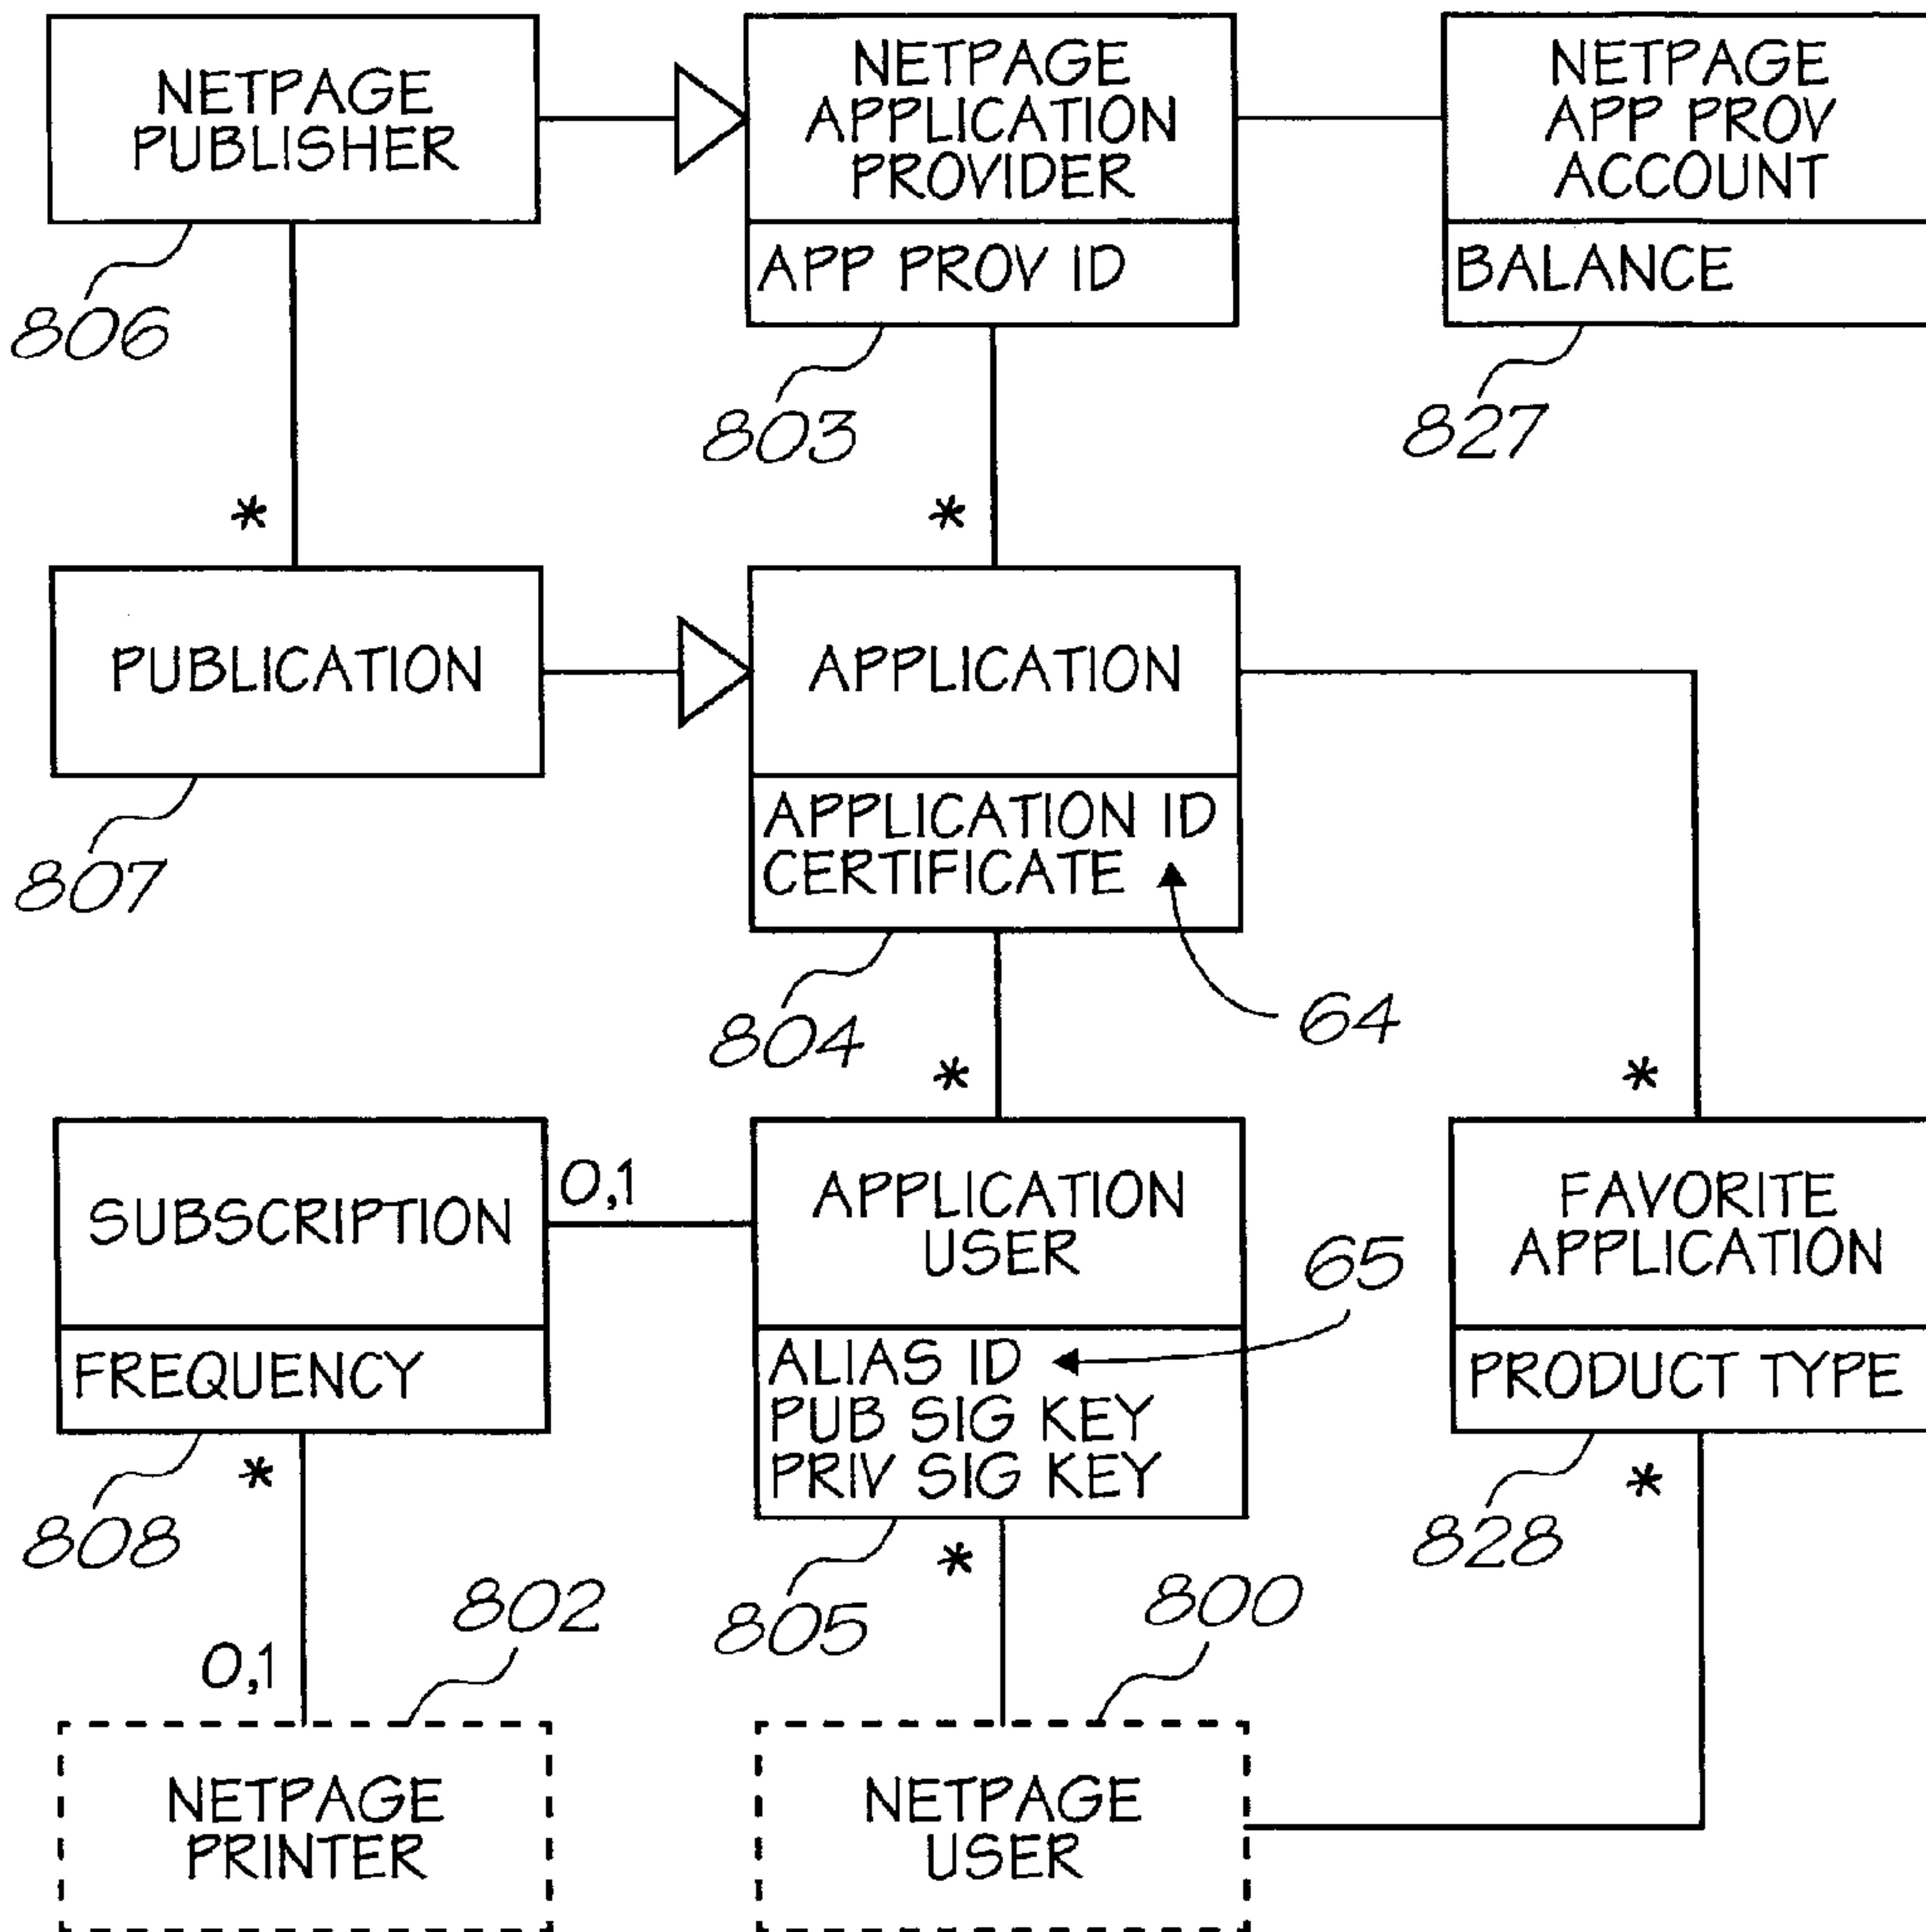 NETPAGE
PUBLISHER
NETPAGE
APPLICATION
PROVIDER
APP PROV ID
NETPAGE
APP PROV
ACCOUNT
BALANCE
806
803
827
*
*
PUBLICATION
APPLICATION
APPLICATION ID
CERTIFICATE
807
804
64
*
*
SUBSCRIPTION
FREQUENCY
0,1
APPLICATION
USER
ALIAS ID
PUB SIG KEY
PRIV SIG KEY
65
FAVORITE
APPLICATION
PRODUCT TYPE
808
*
802
0,1
805
*
800
828
*
NETPAGE
PRINTER
NETPAGE
USER